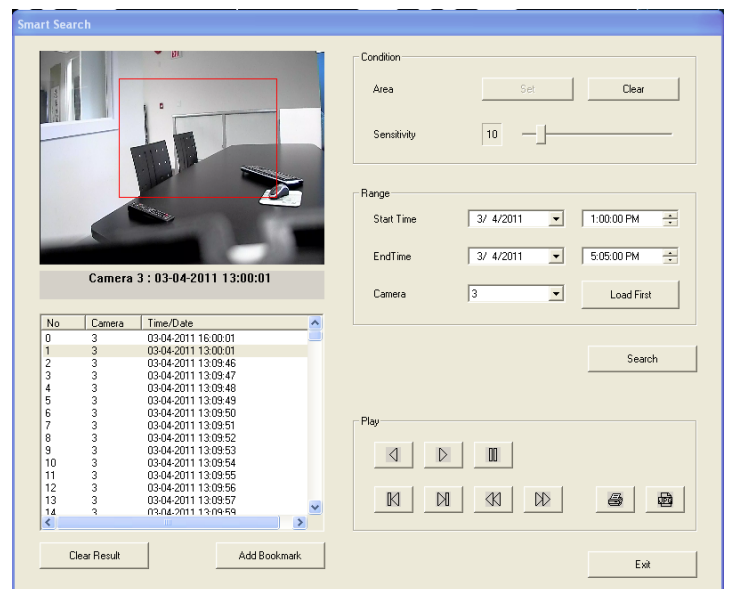 Smart Search
Camera 3 : 03-04-2011 13:00:01
No Camera Time/Date
0 3 03-04-2011 16:00:01
1 3 03-04-2011 13:00:01
2 3 03-04-2011 13:09:46
3 3 03-04-2011 13:09:47
4 3 03-04-2011 13:09:48
5 3 03-04-2011 13:09:49
6 3 03-04-2011 13:09:50
7 3 03-04-2011 13:09:51
8 3 03-04-2011 13:09:52
9 3 03-04-2011 13:09:53
10 3 03-04-2011 13:09:54
11 3 03-04-2011 13:09:55
12 3 03-04-2011 13:09:56
13 3 03-04-2011 13:09:57
14 3 03-04-2011 13:09:59
Clear Result Add Bookmark
Condition
Area Set Clear
Sensitivity 10
Range
Start Time 3/ 4/2011 1:00:00 PM
EndTime 3/ 4/2011 5:05:00 PM
Camera 3 Load First
Search
Play
Exit